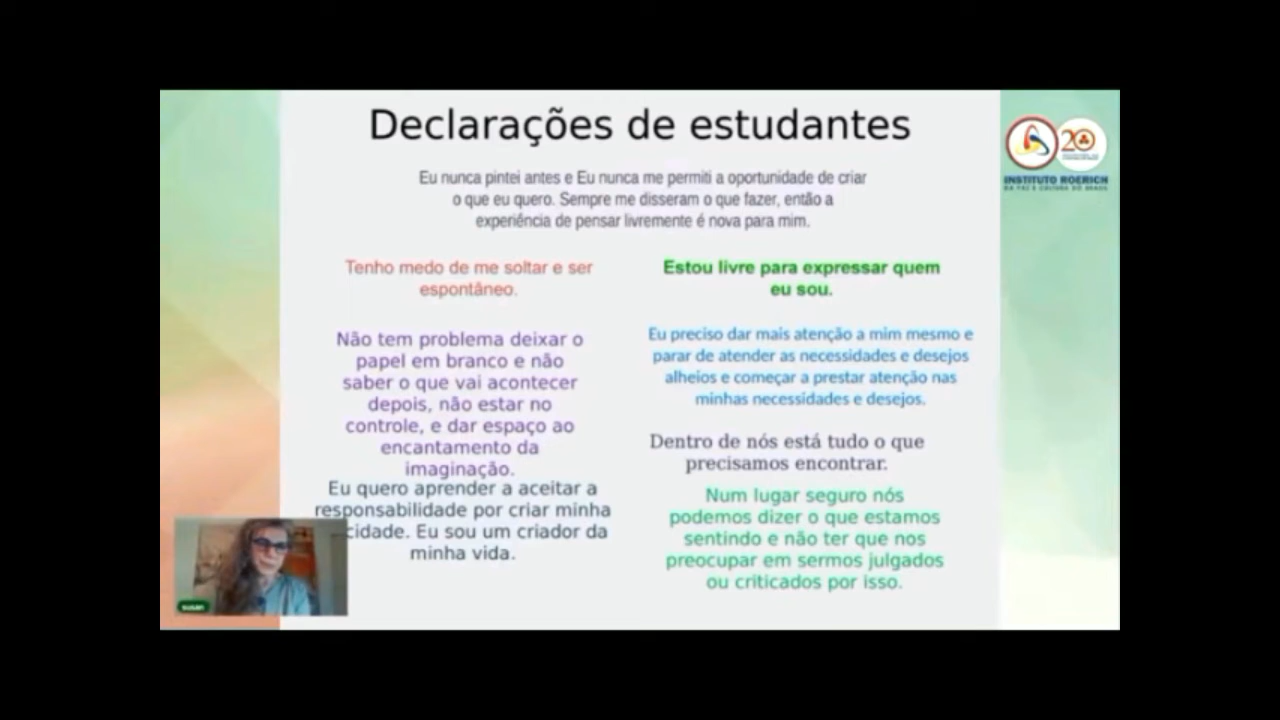 Declarações de estudantes
Eu nunca pintei antes e Eu nunca me permiti a oportunidade de criar
o que eu quero. Sempre me disseram o que fazer, então a
experiência de pensar livremente é nova para mim.
Tenho medo de me soltar e ser
espontâneo.
Não tem problema deixar o
papel em branco e não
saber o que vai acontecer
depois, não estar no
controle, e dar espaço ao
encantamento da
imaginação.
Eu quero aprender a aceitar a
responsabilidade por criar minha
cidade. Eu sou um criador da
minha vida.
Estou livre para expressar quem
eu sou.
Eu preciso dar mais atenção a mim mesmo e
parar de atender as necessidades e desejos
alheios e começar a prestar atenção nas
minhas necessidades e desejos.
Dentro de nós está tudo o que
precisamos encontrar.
Num lugar seguro nós
podemos dizer o que estamos
sentindo e não ter que nos
preocupar em sermos julgados
ou criticados por isso.
20
INSTITUTO ROERICH
DA PAZ E CULTURA DO BRASIL
susan